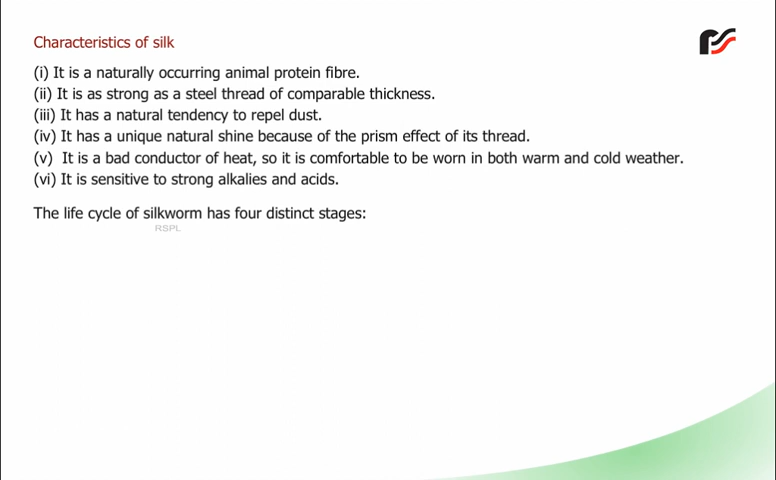 Characteristics of silk
(i) It is a naturally occurring animal protein fibre.
(ii) It is as strong as a steel thread of comparable thickness.
(iii) It has a natural tendency to repel dust.
(iv) It has a unique natural shine because of the prism effect of its thread.
(v)  It is a bad conductor of heat, so it is comfortable to be worn in both warm and cold weather.
(vi) It is sensitive to strong alkalies and acids.
The life cycle of silkworm has four distinct stages:
RSPL